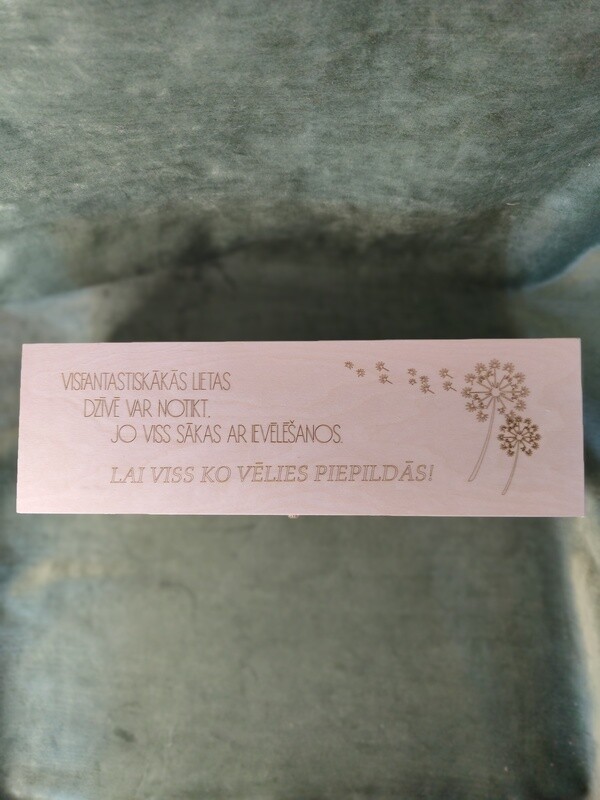 VISFANTASTISKĀKĀS LIETAS
DZĪVĒ VAR NOTIKT.
JO VISS SĀKAS AR IEVĒLĒŠANOS.
LAI VISS KO VĒLIES PIEPILDĀS!